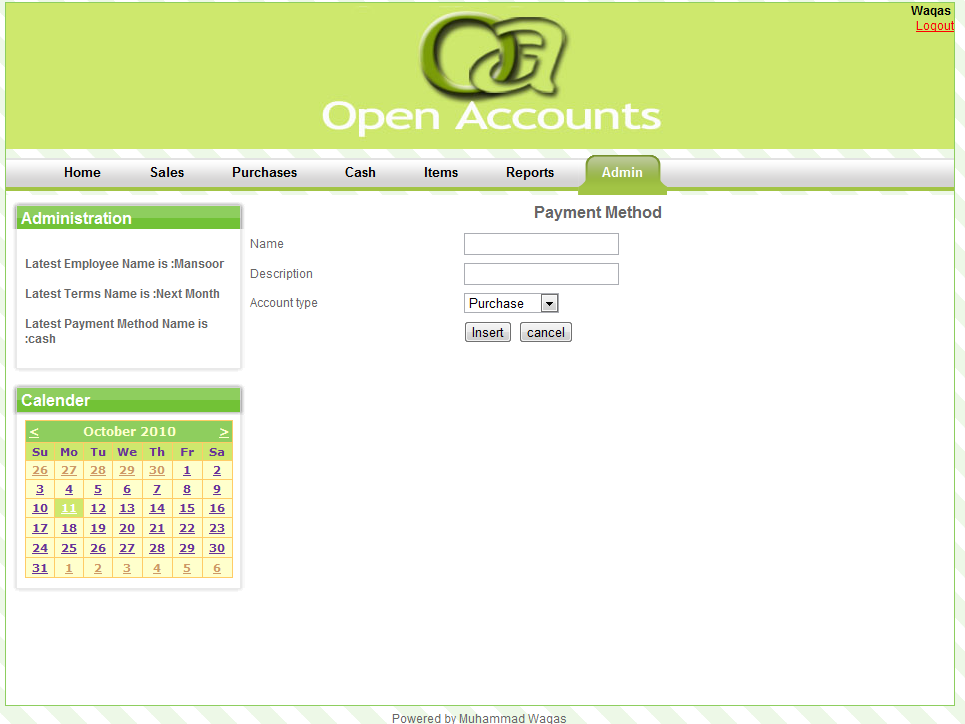 Waqas
Logout
Oa
Open Accounts
Home Sales Purchases Cash Items Reports Admin
Administration
Latest Employee Name is :Mansoor
Latest Terms Name is :Next Month
Latest Payment Method Name is
:cash
Payment Method
Name
Description
Account type Purchase
Insert cancel
Calender
< October 2010 >
Su Mo Tu We Th Fr Sa
26 27 28 29 30 1 2
3 4 5 6 7 8 9
10 11 12 13 14 15 16
17 18 19 20 21 22 23
24 25 26 27 28 29 30
31 1 2 3 4 5 6
Powered by Muhammad Waqas